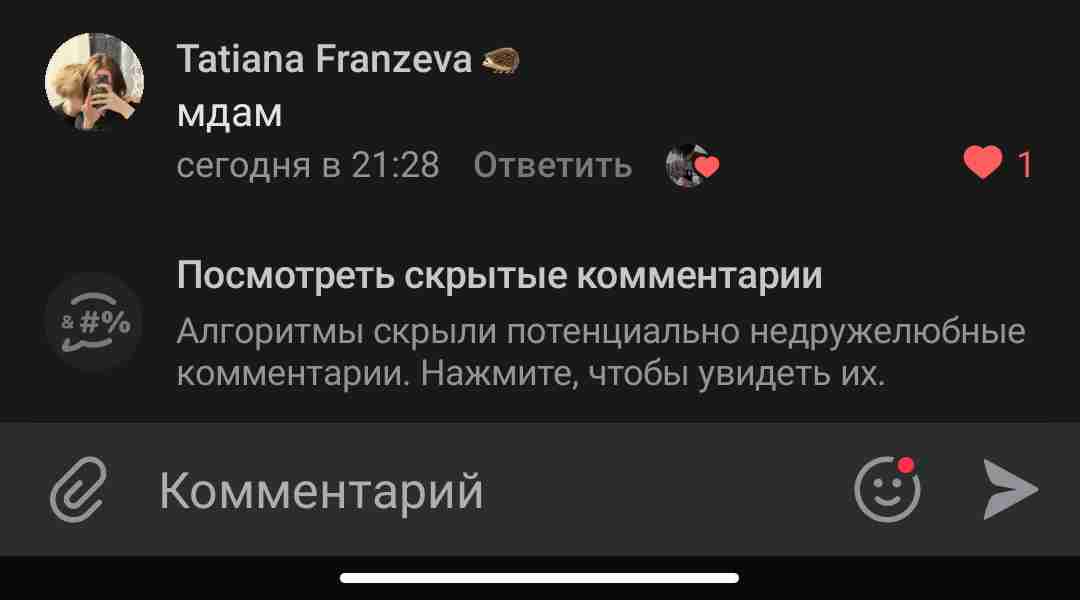 Tatiana Franzeva 🦔
мдам
сегодня в 21:28 Ответить 1
Посмотреть скрытые комментарии
& #%
Алгоритмы скрыли потенциально недружелюбные
комментарии. Нажмите, чтобы увидеть их.
Комментарий